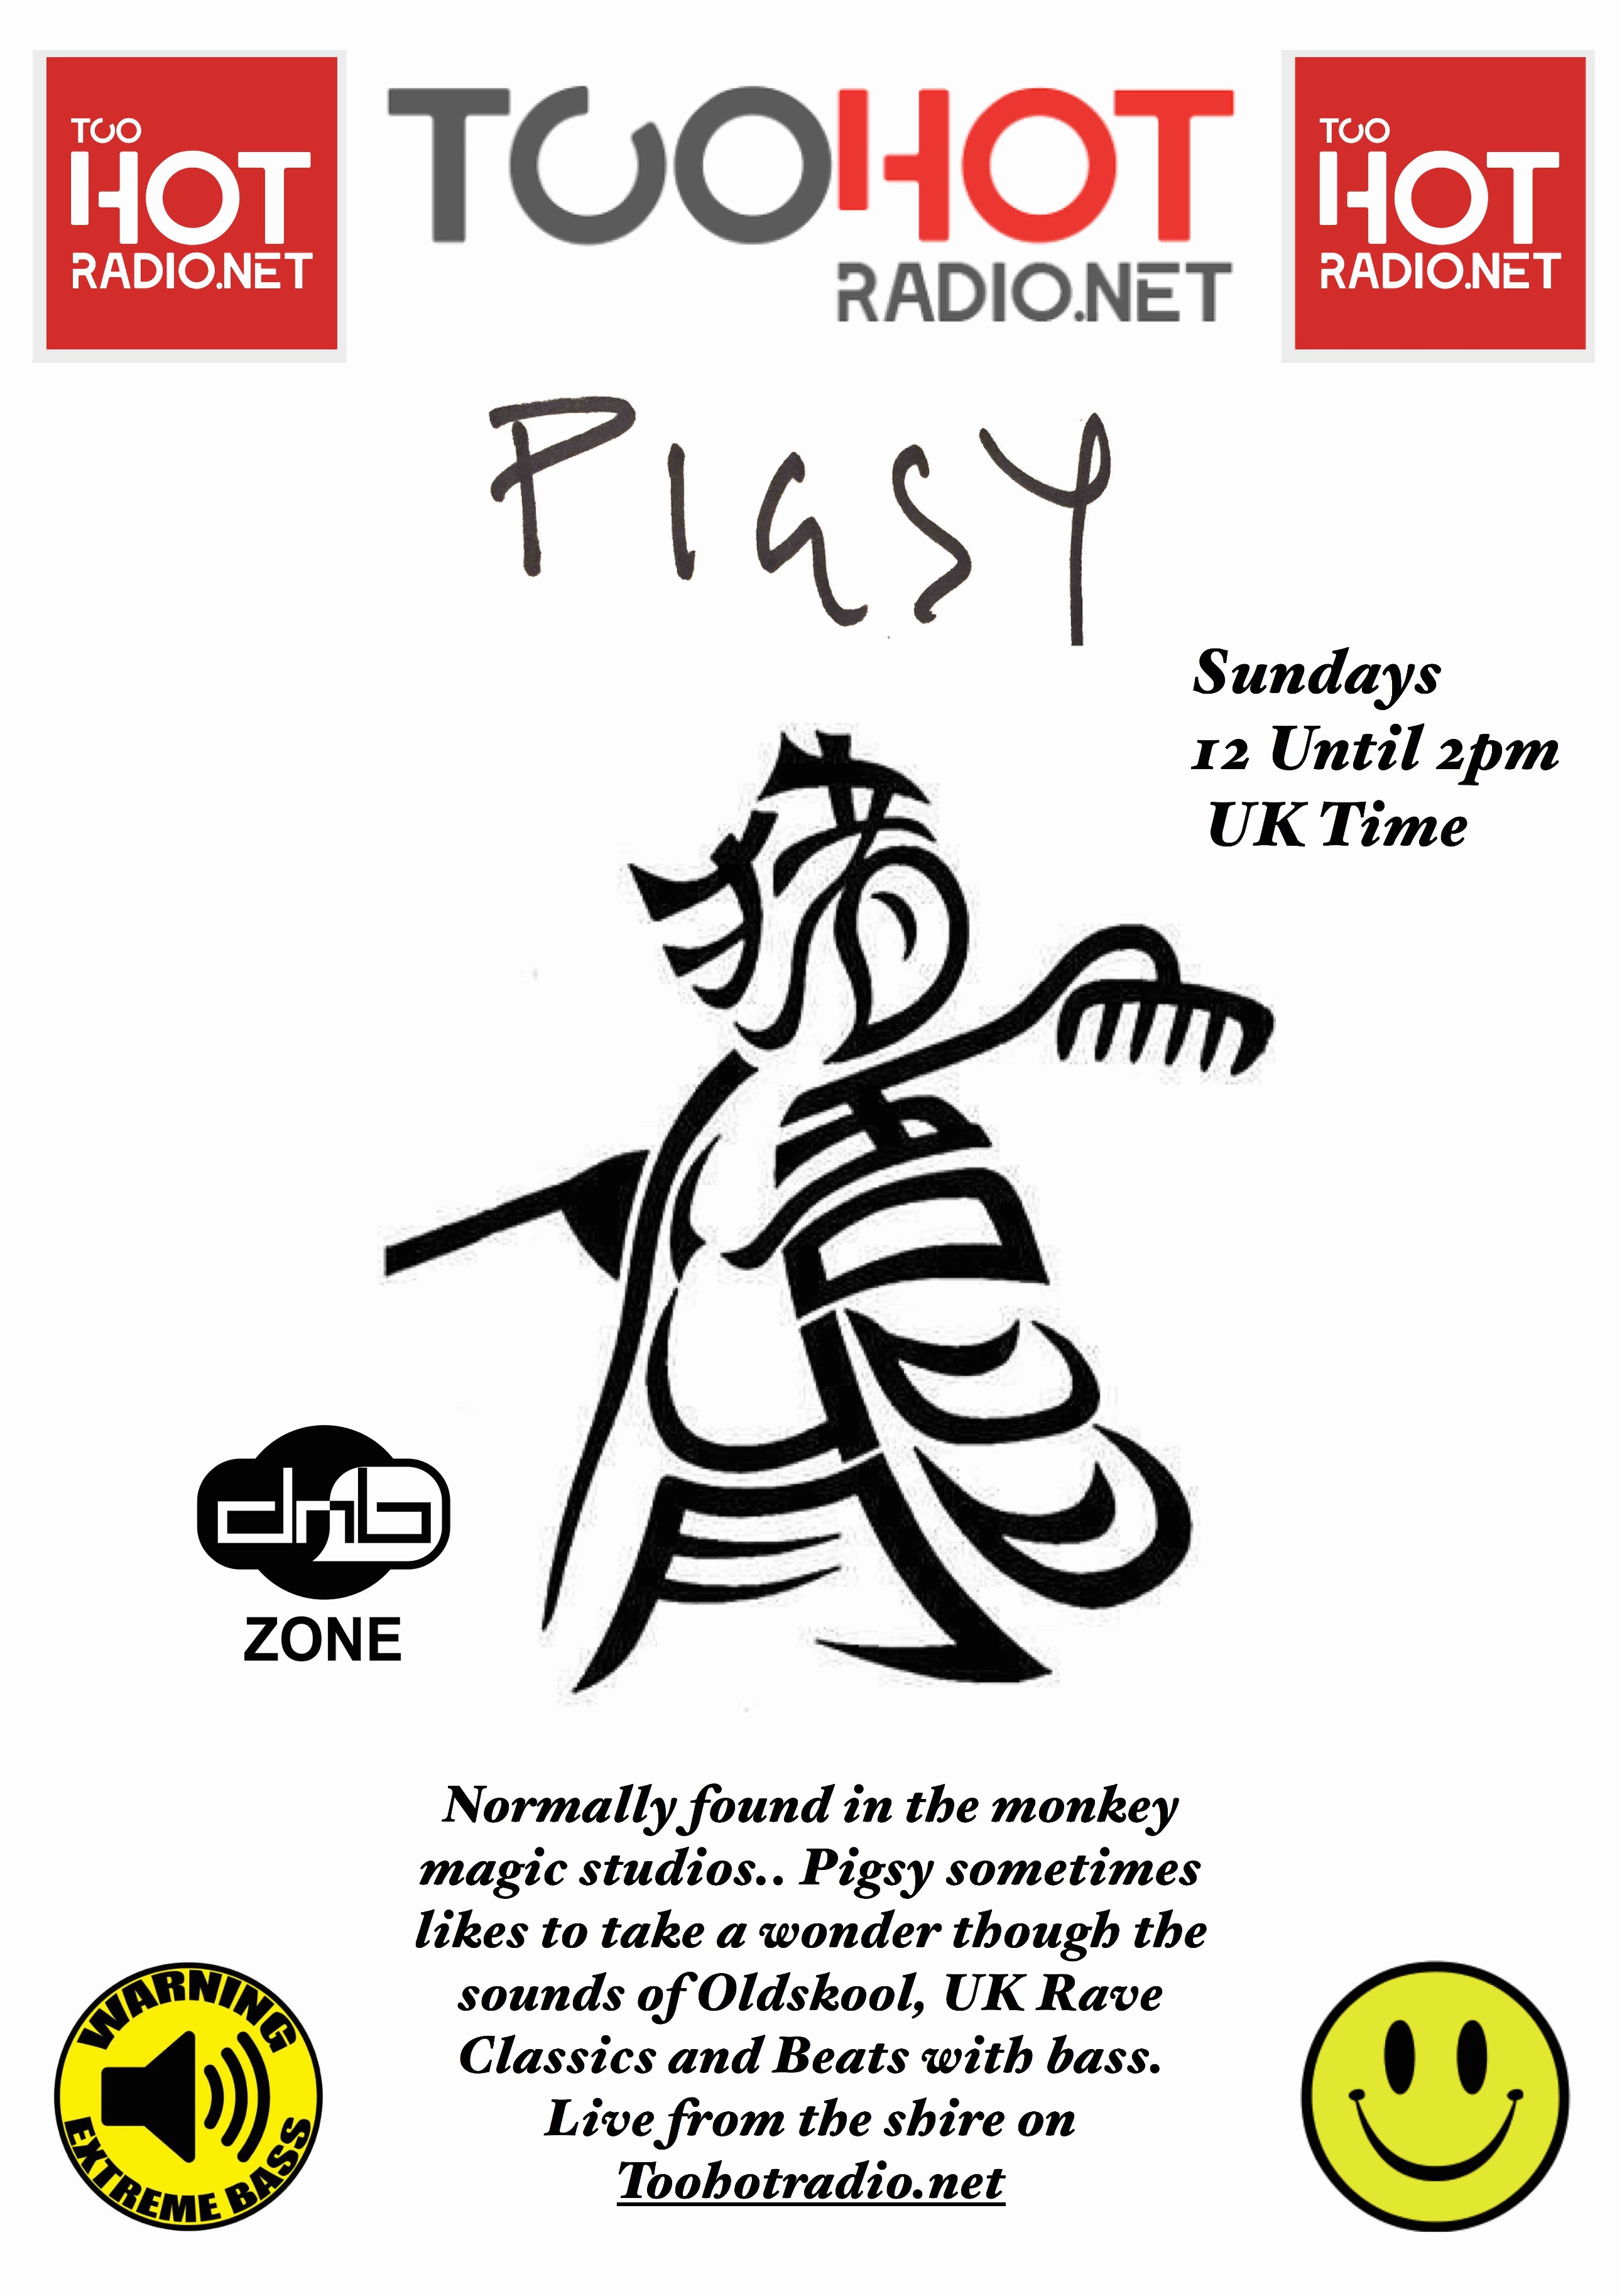 TOO
HOT
RADIO.NET
TOOHOT
RADIO.NET
TOO
HOT
RADIO.NET
PIGSY
Sundays
12 Until 2pm
UK Time
dnb
ZONE
Normally found in the monkey
magic studios.. Pigsy sometimes
likes to take a wonder though the
sounds of Oldskool, UK Rave
Classics and Beats with bass.
Live from the shire on
Toohotradio.net
WARNING
EXTREME BASS